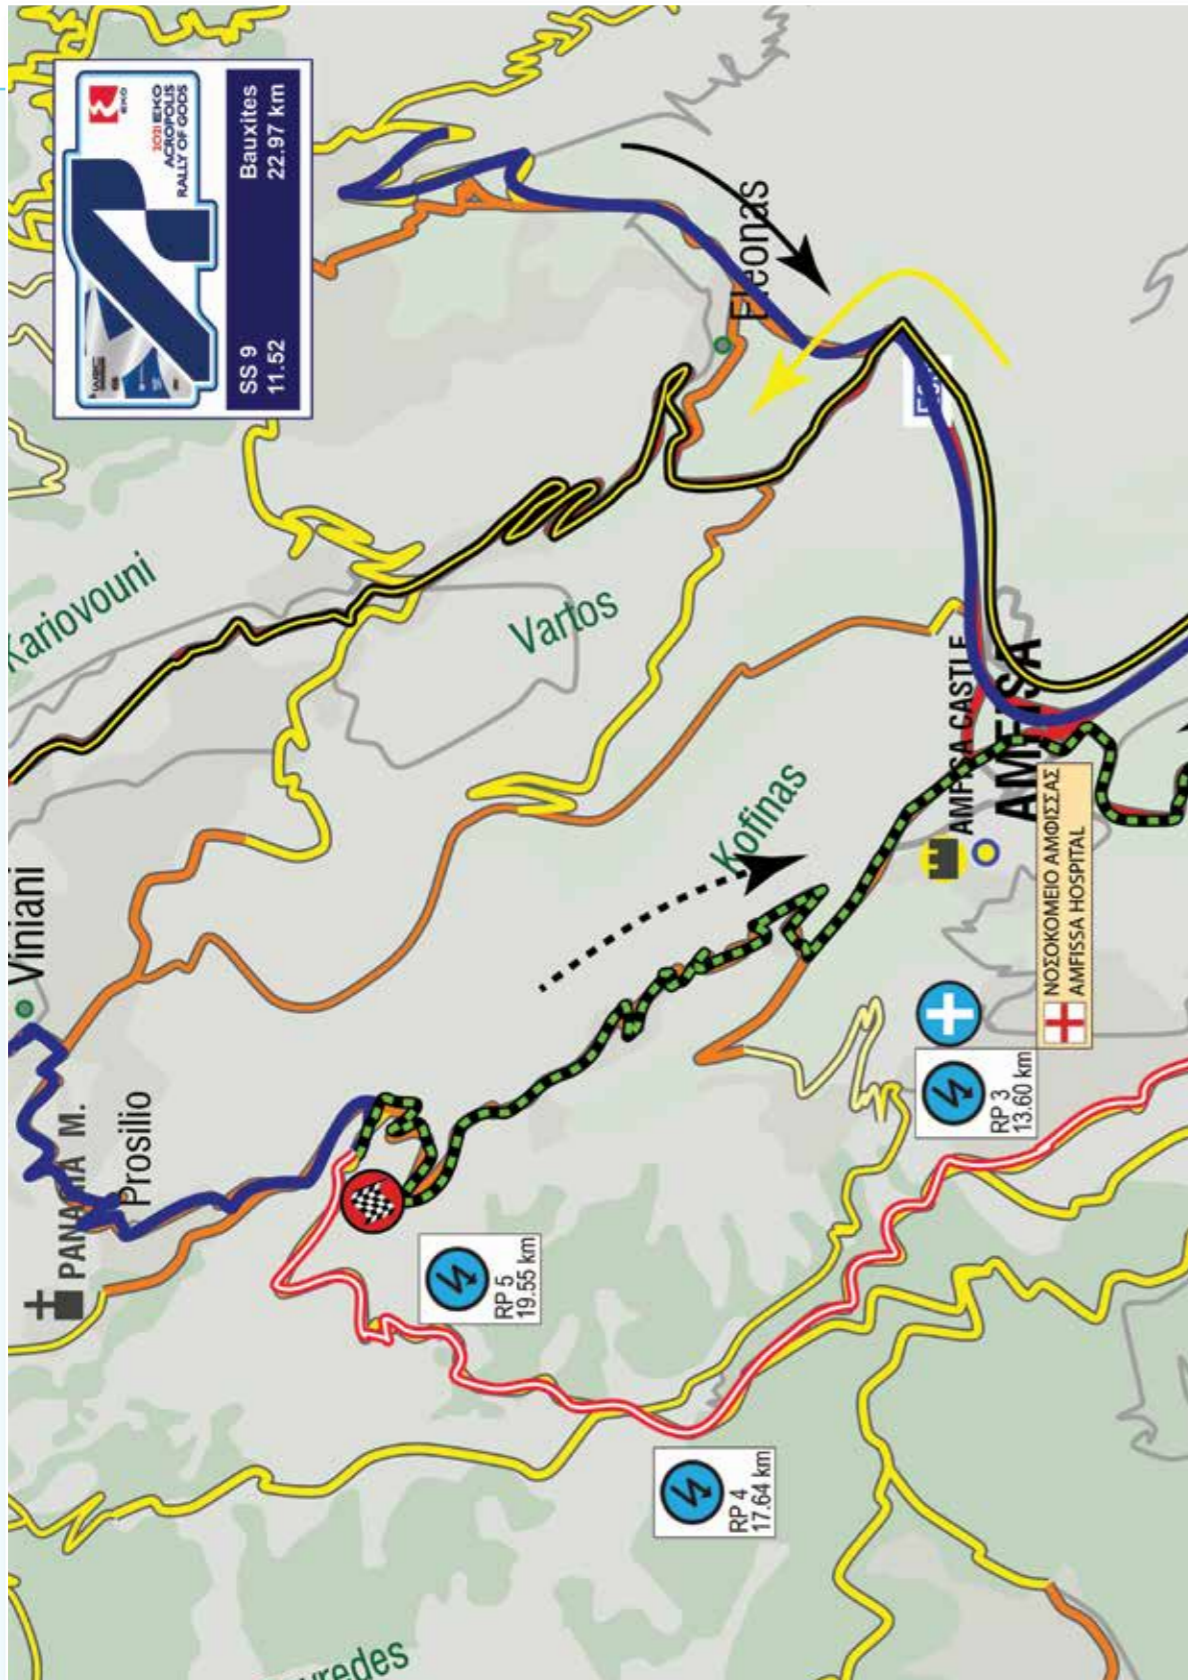 EKO
2021 EKO
ACROPOLIS
RALLY OF GODS
SS 9 Bauxites
11.52 22.97 km
Kariovouni
Viniani
PANAGIA M.
Prosilio
Vartos
Eleonas
Kofinas
AMFISSA CASTLE
AMFISSA
ΝΟΣΟΚΟΜΕΙΟ ΑΜΦΙΣΣΑΣ
AMFISSA HOSPITAL
RP 3
13.60 km
RP 5
19.55 km
RP 4
17.64 km